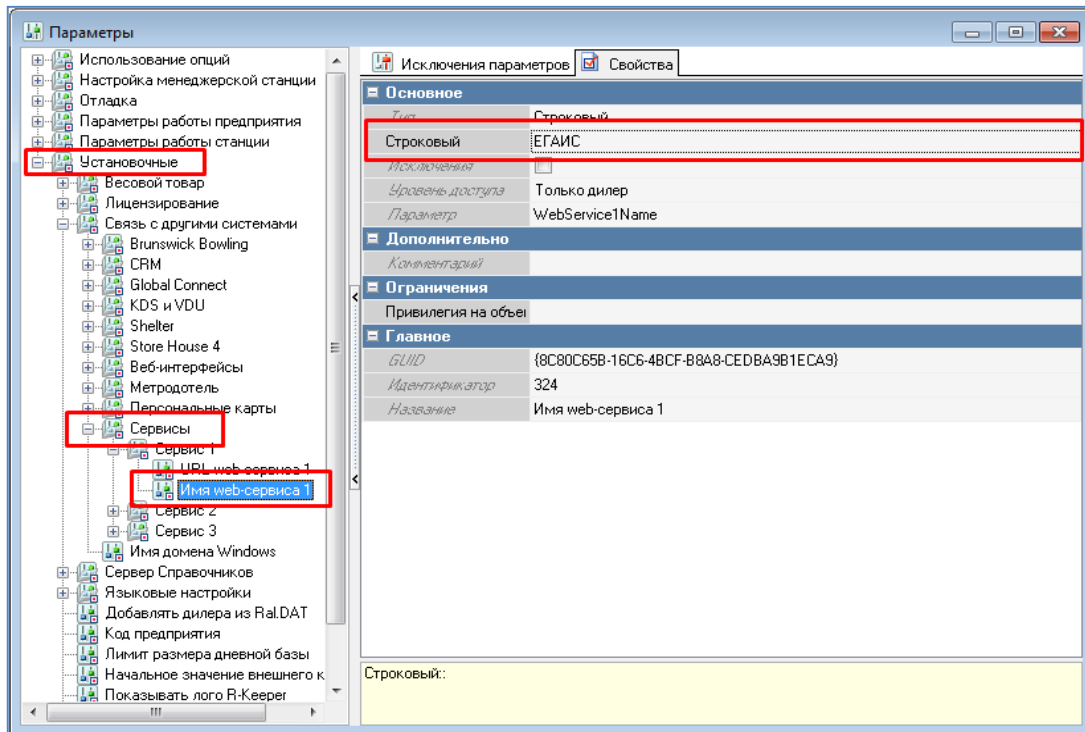 Параметры
Использование опций
Настройка менеджерской станции
Отладка
Параметры работы предприятия
Параметры работы станции
Установочные
Весовой товар
Лицензирование
Связь с другими системами
Brunswick Bowling
CRM
Global Connect
KDS и VDU
Shelter
Store House 4
Веб-интерфейсы
Метродотель
Персональные карты
Сервисы
Сервис 1
URL web-сервиса 1
Имя web-сервиса 1
Сервис 2
Сервис 3
Имя домена Windows
Сервер Справочников
Языковые настройки
Добавлять дилера из Ral.DAT
Код предприятия
Лимит размера дневной базы
Начальное значение внешнего к
Показывать лого R-Keeper
Исключения параметров Свойства
Основное
Тип Строковый
Строковый ЕГАИС
Исключения
Уровень доступа Только дилер
Параметр WebService1Name
Дополнительно
Комментарий
Ограничения
Привилегия на объек
Главное
GUID {8C80C65B-16C6-4BCF-B8A8-CEDBA9B1ECA9}
Идентификатор 324
Название Имя web-сервиса 1
Строковый::